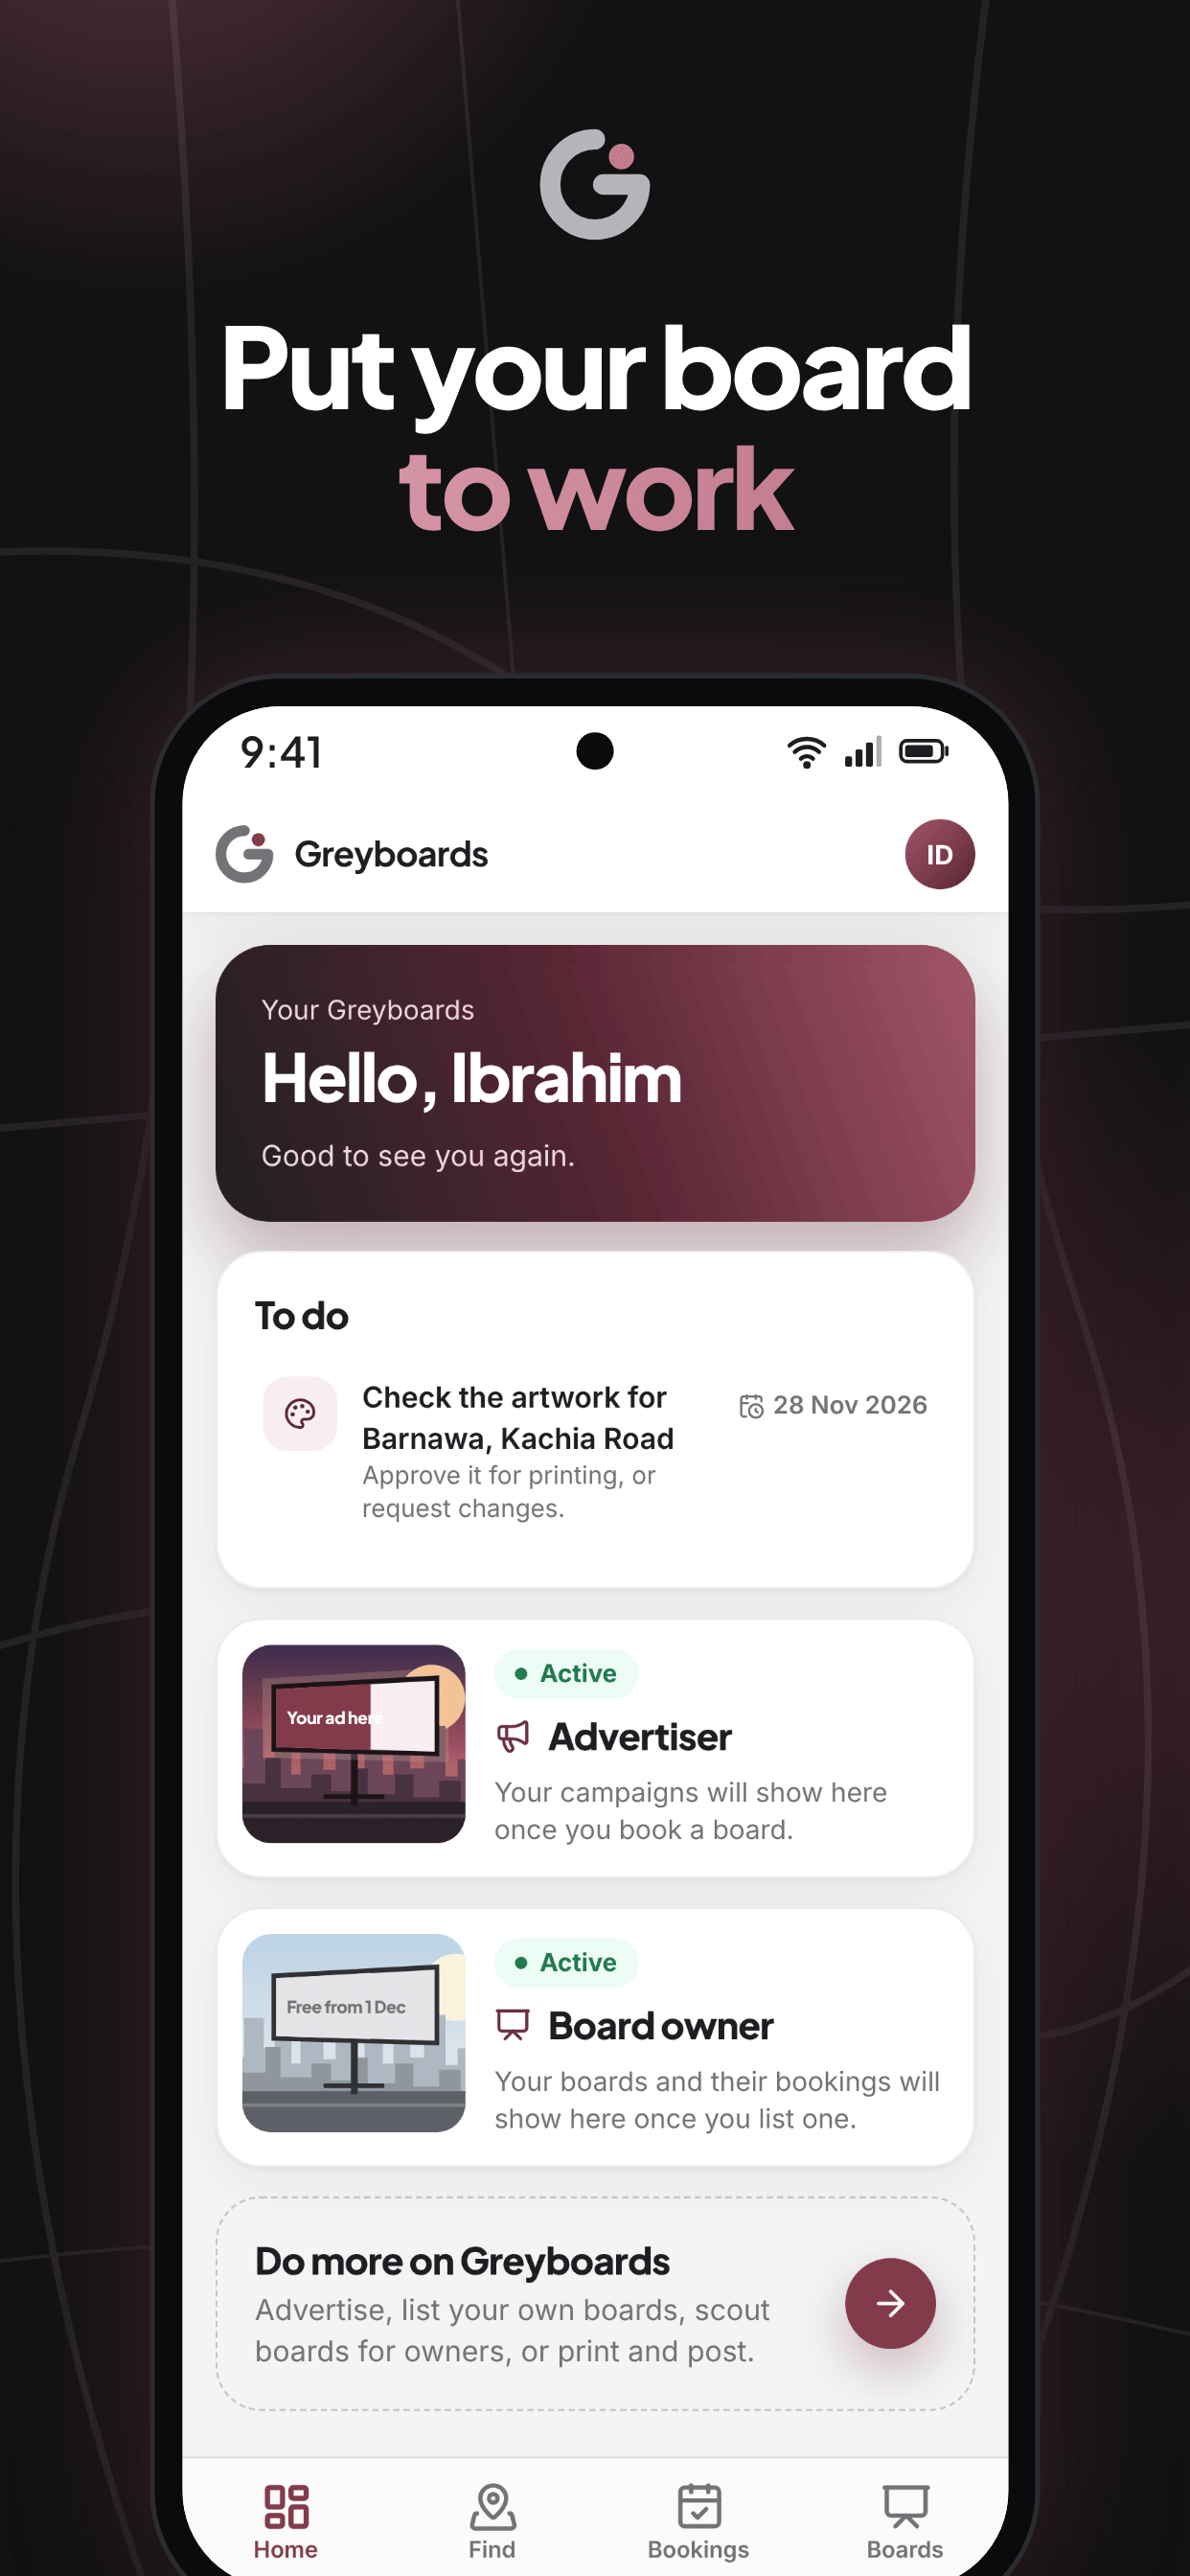 Put your board
to work
9:41
Greyboards
ID
Your Greyboards
Hello, Ibrahim
Good to see you again.
To do
Check the artwork for
Barnawa, Kachia Road
28 Nov 2026
Approve it for printing, or
request changes.
Your ad here
Active
Advertiser
Your campaigns will show here
once you book a board.
Free from 1 Dec
Active
Board owner
Your boards and their bookings will
show here once you list one.
Do more on Greyboards
Advertise, list your own boards, scout
boards for owners, or print and post.
Home
Find
Bookings
Boards